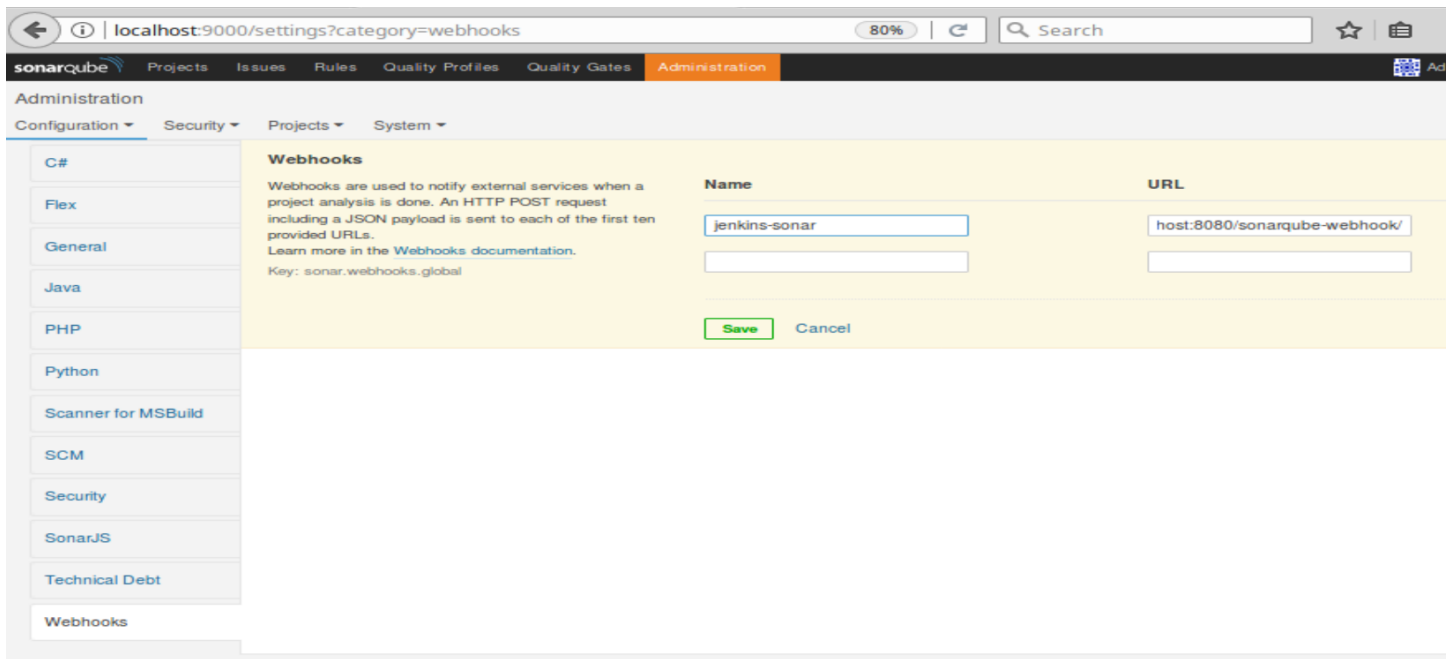 localhost:9000/settings?category=webhooks 80% Search
sonarqube Projects Issues Rules Quality Profiles Quality Gates Administration Ad
Administration
Configuration Security Projects System
C#
Flex
General
Java
PHP
Python
Scanner for MSBuild
SCM
Security
SonarJS
Technical Debt
Webhooks
Webhooks
Webhooks are used to notify external services when a
project analysis is done. An HTTP POST request
including a JSON payload is sent to each of the first ten
provided URLs.
Learn more in the Webhooks documentation.
Key: sonar.webhooks.global
Name URL
jenkins-sonar host:8080/sonarqube-webhook/
Save Cancel